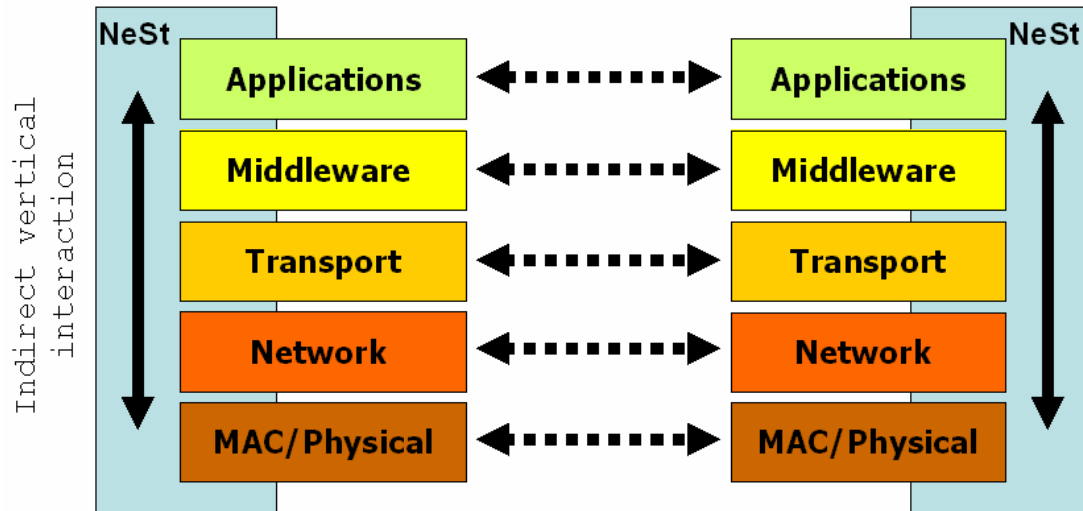 NeSt
NeSt
Applications
Applications
Middleware
Middleware
Transport
Transport
Network
Network
MAC/Physical
MAC/Physical
Indirect vertical
interaction